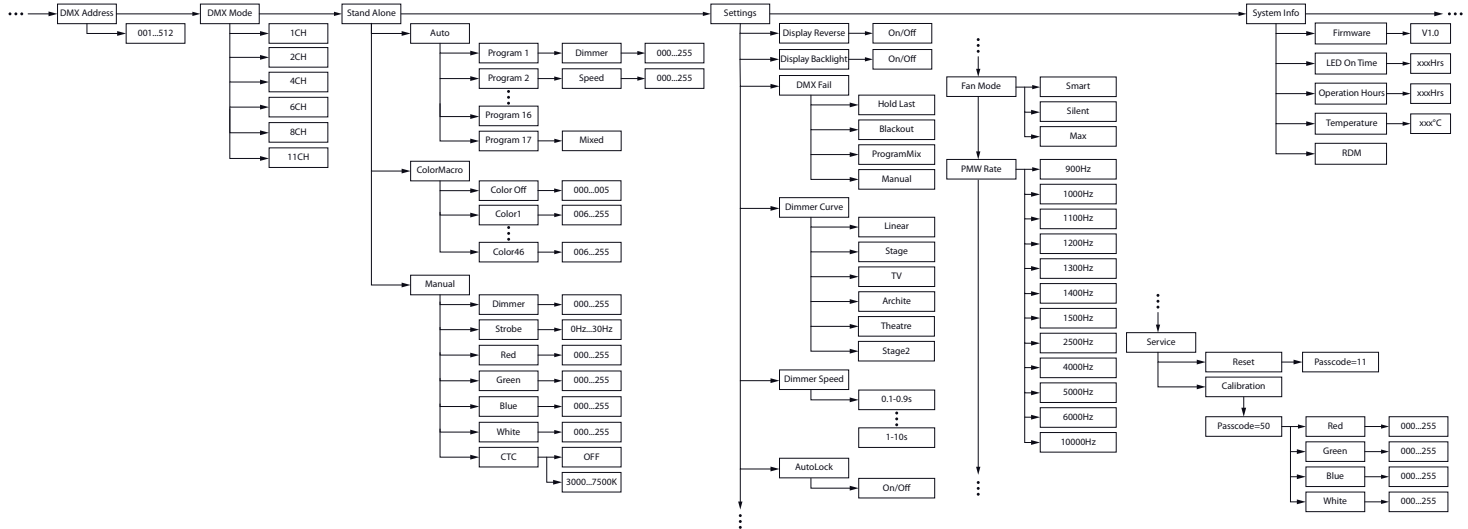 DMX Address
001...512
DMX Mode
1CH
2CH
4CH
6CH
8CH
11CH
Stand Alone
Auto
Program 1
Dimmer
000...255
Program 2
Speed
000...255
Program 16
Program 17
Mixed
ColorMacro
Color Off
000...005
Color1
006...255
Color46
006...255
Manual
Dimmer
000...255
Strobe
0Hz...30Hz
Red
000...255
Green
000...255
Blue
000...255
White
000...255
CTC
OFF
3000...7500K
Settings
Display Reverse
On/Off
Display Backlight
On/Off
DMX Fail
Hold Last
Blackout
ProgramMix
Manual
Dimmer Curve
Linear
Stage
TV
Archite
Theatre
Stage2
Dimmer Speed
0.1-0.9s
1-10s
AutoLock
On/Off
Fan Mode
Smart
Silent
Max
PMW Rate
900Hz
1000Hz
1100Hz
1200Hz
1300Hz
1400Hz
1500Hz
2500Hz
4000Hz
5000Hz
6000Hz
10000Hz
Service
Reset
Passcode=11
Calibration
Passcode=50
Red
000...255
Green
000...255
Blue
000...255
White
000...255
System Info
Firmware
V1.0
LED On Time
xxxHrs
Operation Hours
xxxHrs
Temperature
xxx°C
RDM